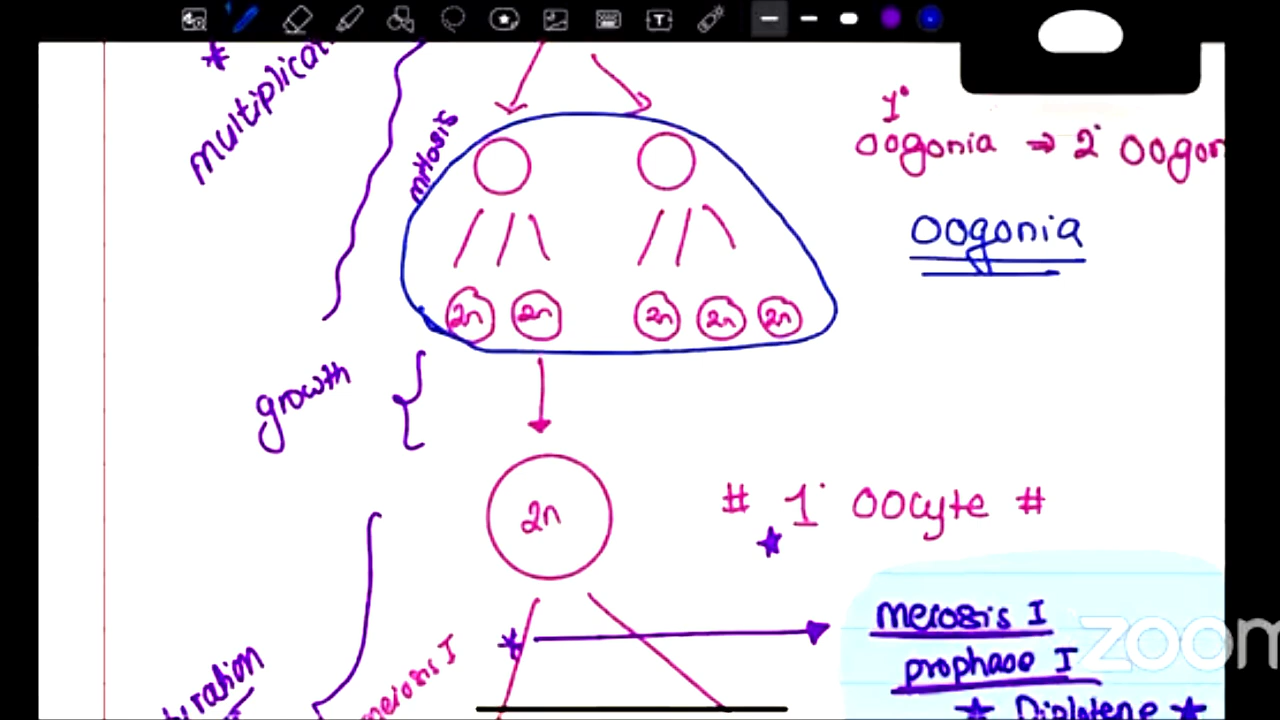 multiplicat
mitosis
1° oogonia ⇒ 2° oogon
oogonia
2n 2n 2n 2n 2n
growth
2n
# 1° oocyte #
meiosis I
prophase I
★ Diplotene ★
meiosis I
uration
zoom
T